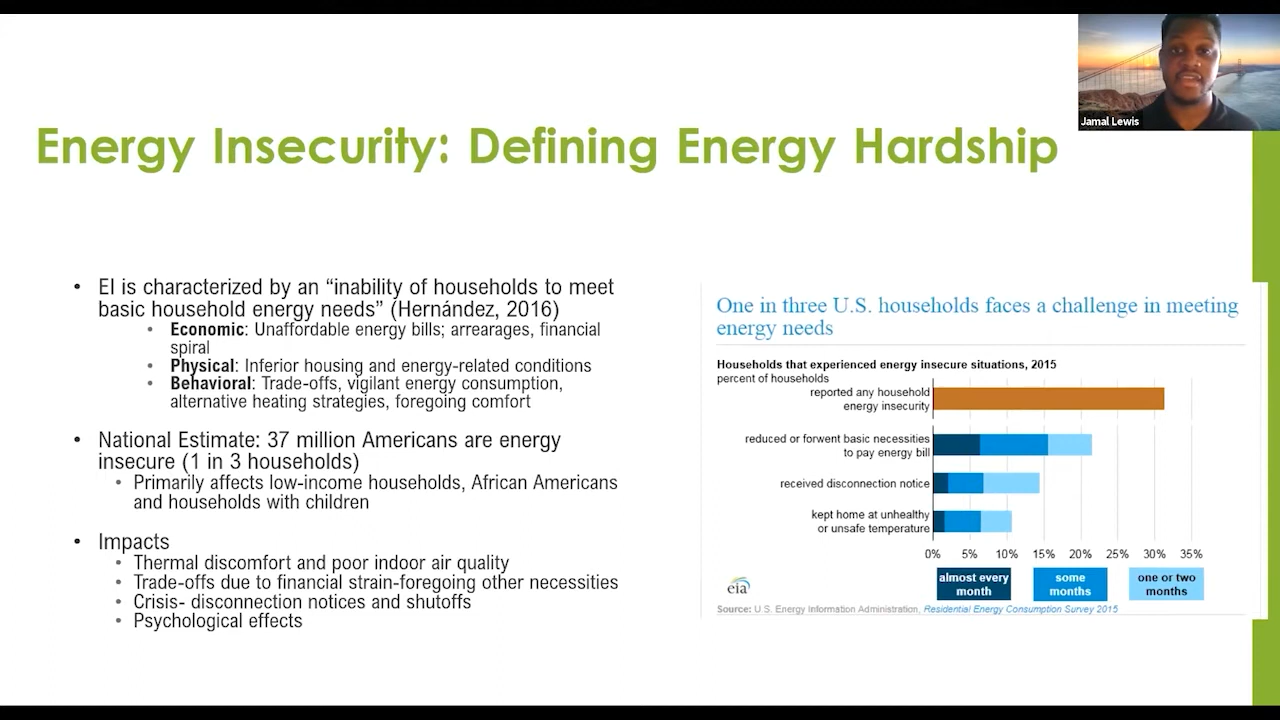 Jamal Lewis
Energy Insecurity: Defining Energy Hardship
• EI is characterized by an “inability of households to meet
basic household energy needs” (Hernández, 2016)
• Economic: Unaffordable energy bills; arrearages, financial
spiral
• Physical: Inferior housing and energy-related conditions
• Behavioral: Trade-offs, vigilant energy consumption,
alternative heating strategies, foregoing comfort
• National Estimate: 37 million Americans are energy
insecure (1 in 3 households)
• Primarily affects low-income households, African Americans
and households with children
• Impacts
• Thermal discomfort and poor indoor air quality
• Trade-offs due to financial strain-foregoing other necessities
• Crisis- disconnection notices and shutoffs
• Psychological effects
One in three U.S. households faces a challenge in meeting
energy needs
Households that experienced energy insecure situations, 2015
percent of households
reported any household
energy insecurity
reduced or forwent basic necessities
to pay energy bill
received disconnection notice
kept home at unhealthy
or unsafe temperature
0% 5% 10% 15% 20% 25% 30% 35%
almost every
month
some
months
one or two
months
eia
Source: U.S. Energy Information Administration, Residential Energy Consumption Survey 2015